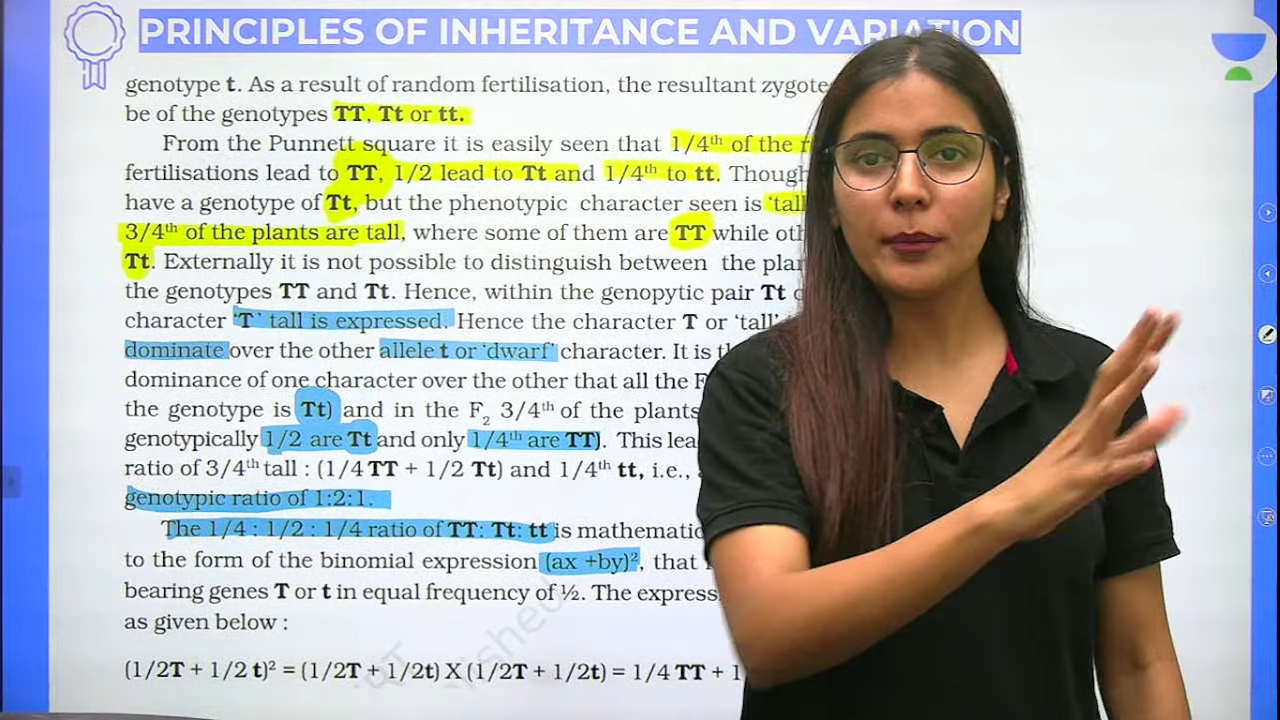 PRINCIPLES OF INHERITANCE AND VARIATION
genotype t. As a result of random fertilisation, the resultant zygote
be of the genotypes TT, Tt or tt.
From the Punnett square it is easily seen that 1/4th of the
fertilisations lead to TT, 1/2 lead to Tt and 1/4th to tt. Though
have a genotype of Tt, but the phenotypic character seen is ‘tall
3/4th of the plants are tall, where some of them are TT while
Tt. Externally it is not possible to distinguish between the
the genotypes TT and Tt. Hence, within the genopytic pair Tt
character ‘T’ tall is expressed. Hence the character T or ‘tall’
dominate over the other allele t or ‘dwarf’ character. It is
dominance of one character over the other that all the F
the genotype is Tt) and in the F2 3/4th of the plants
genotypically 1/2 are Tt and only 1/4th are TT). This
ratio of 3/4th tall : (1/4 TT + 1/2 Tt) and 1/4th tt, i.e.,
genotypic ratio of 1:2:1.
The 1/4 : 1/2 : 1/4 ratio of TT: Tt: tt is
to the form of the binomial expression (ax +by)2, that
bearing genes T or t in equal frequency of ½. The
as given below :
(1/2T + 1/2 t)2 = (1/2T + 1/2t) X (1/2T + 1/2t) = 1/4 TT +